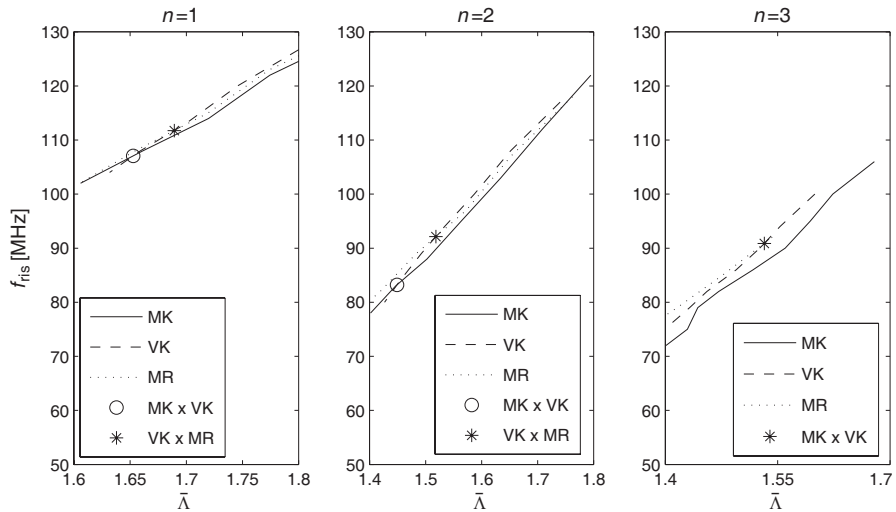 n=1
n=2
n=3
f_ris [MHz]
130
120
110
100
90
80
70
60
50
MK
VK
MR
MK x VK
VK x MR
1.6
1.65
1.7
1.75
1.8
Λ̄
130
120
110
100
90
80
70
60
50
MK
VK
MR
MK x VK
VK x MR
1.4
1.5
1.6
1.7
1.8
Λ̄
130
120
110
100
90
80
70
60
50
MK
VK
MR
MK x VK
1.4
1.55
1.7
Λ̄